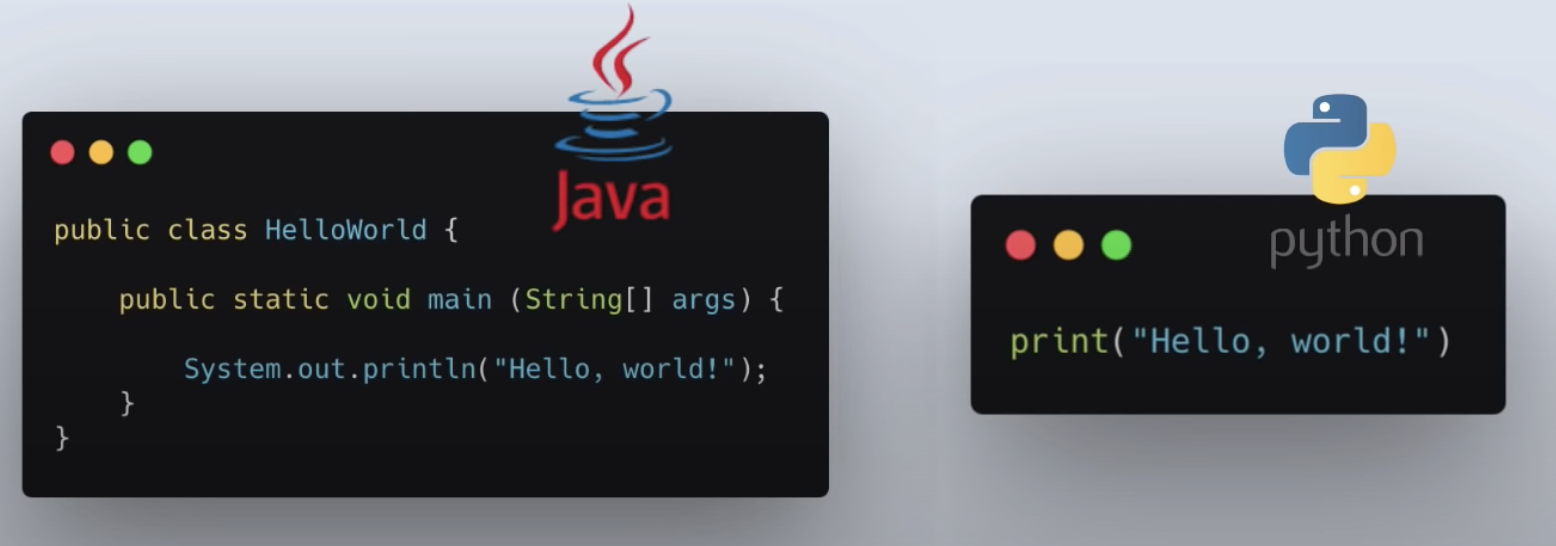 Java
public class HelloWorld {
public static void main (String[] args) {
System.out.println("Hello, world!");
}
}
python
print("Hello, world!")